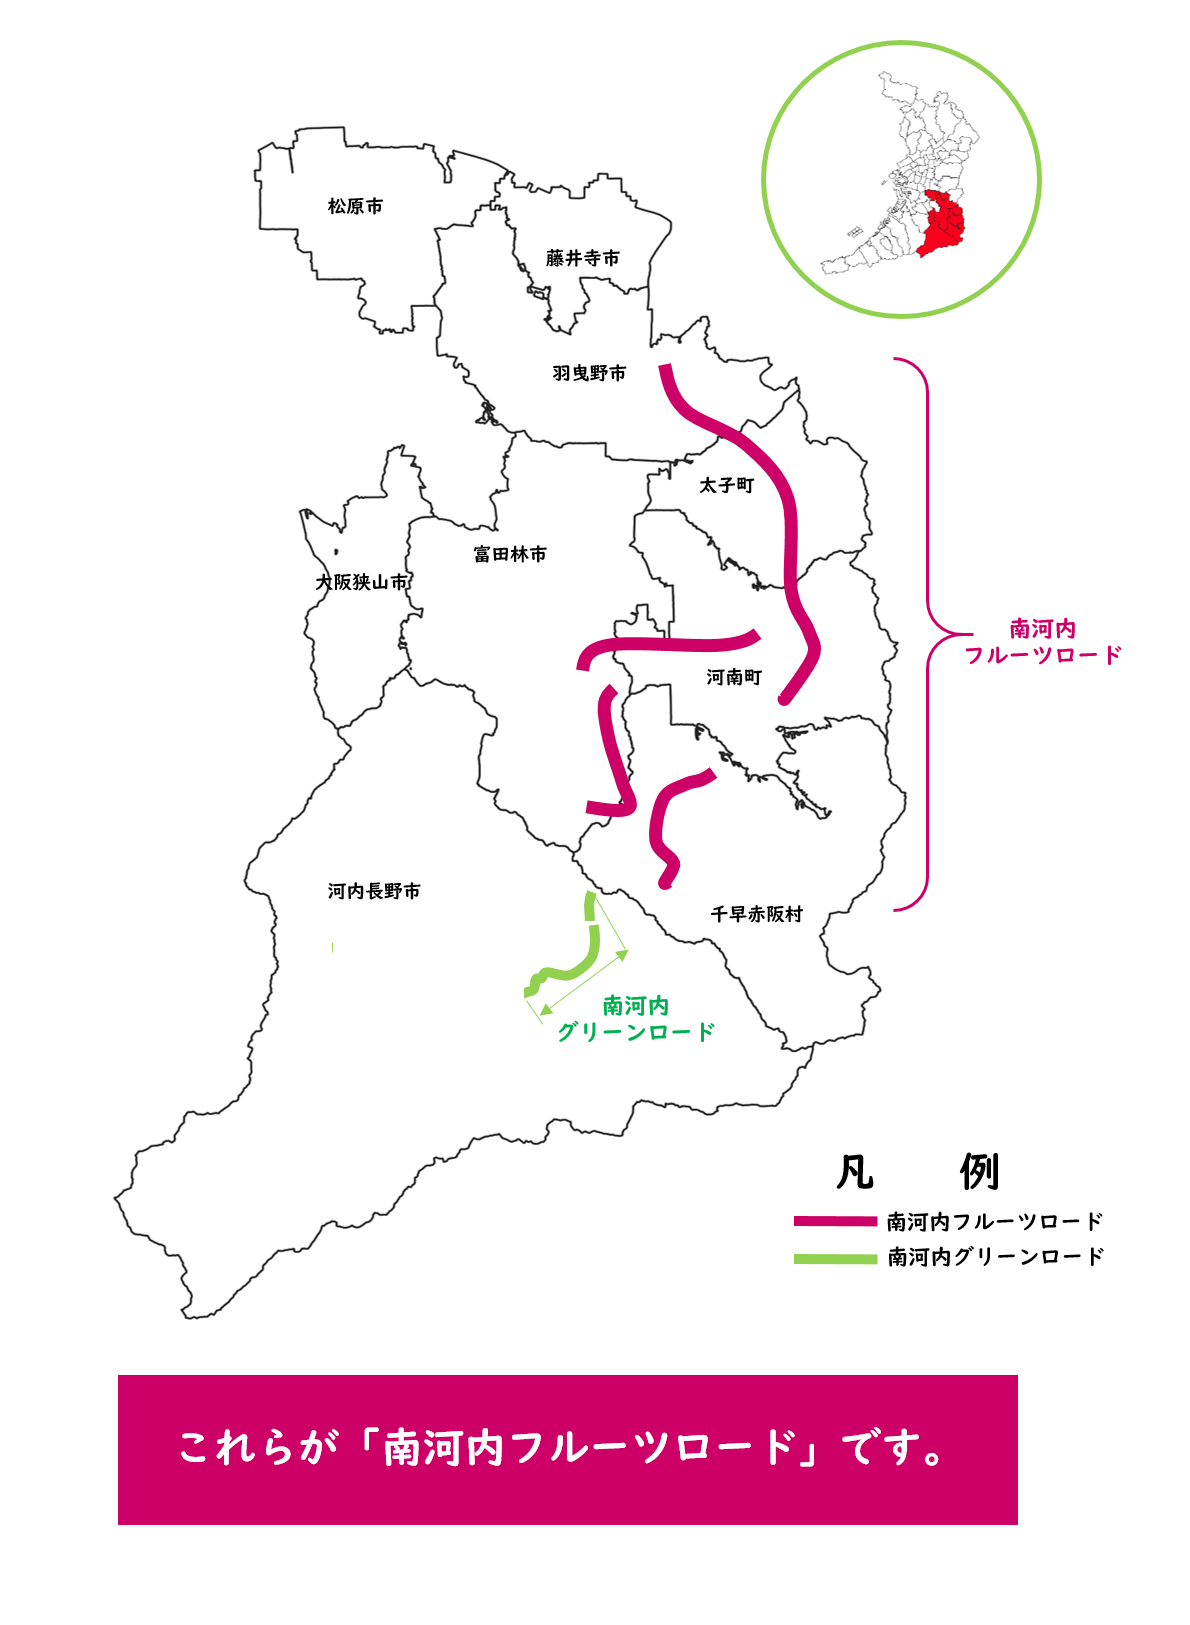 松原市
藤井寺市
羽曳野市
太子町
富田林市
大阪狭山市
南河内
フルーツロード
河南町
河内長野市
千早赤阪村
南河内
グリーンロード
凡　例
南河内フルーツロード
南河内グリーンロード
これらが「南河内フルーツロード」です。